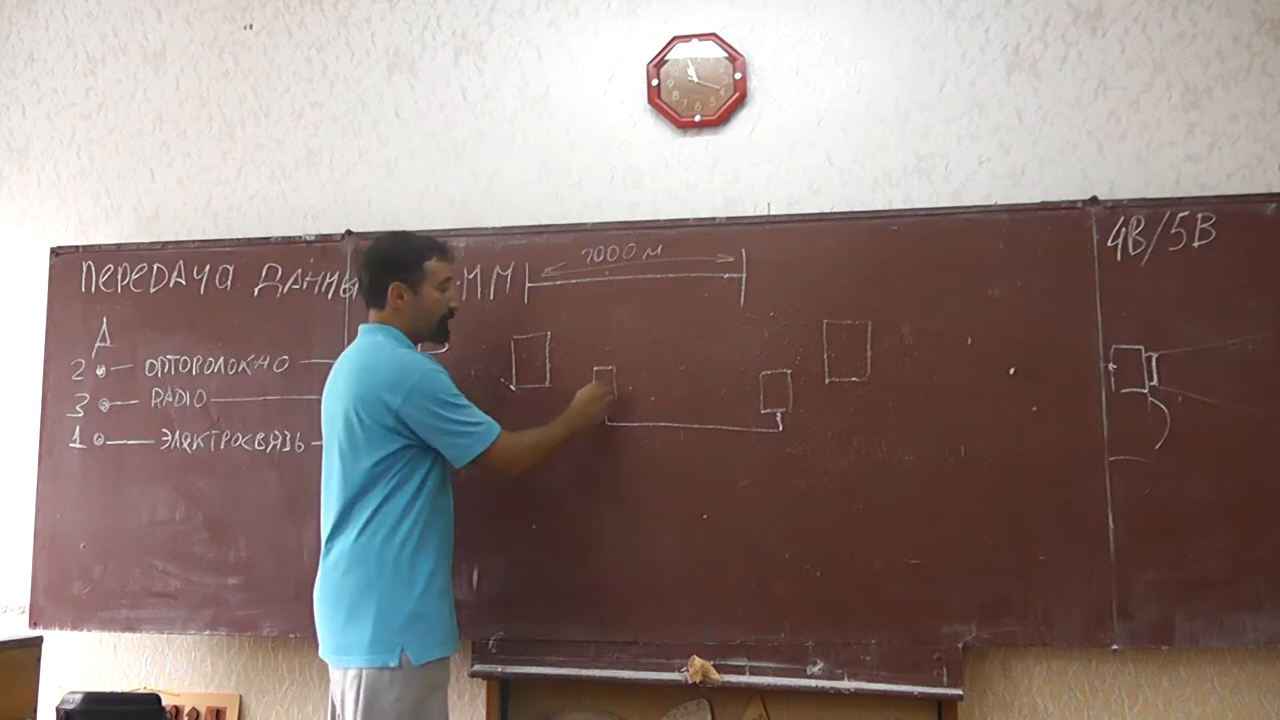 ПЕРЕДАЧА ДАННЫ ММ
1000 м
4В/5В
А
2 ОПТОВОЛОКНО
3 RADIO
1 ЭЛЕКТРОСВЯЗЬ